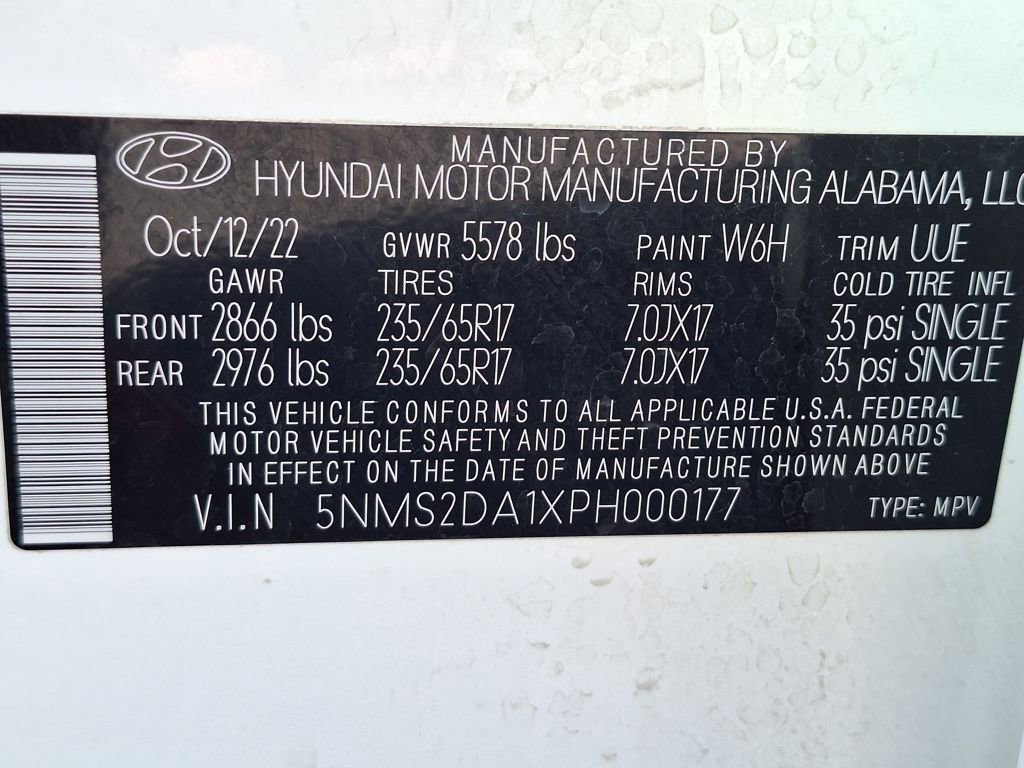 MANUFACTURED BY
HYUNDAI MOTOR MANUFACTURING ALABAMA, LLC
Oct/12/22 GVWR 5578 lbs PAINT W6H TRIM UUE
GAWR TIRES RIMS COLD TIRE INFL
FRONT 2866 lbs 235/65R17 7.0JX17 35 psi SINGLE
REAR 2976 lbs 235/65R17 7.0JX17 35 psi SINGLE
THIS VEHICLE CONFORMS TO ALL APPLICABLE U.S.A. FEDERAL
MOTOR VEHICLE SAFETY AND THEFT PREVENTION STANDARDS
IN EFFECT ON THE DATE OF MANUFACTURE SHOWN ABOVE
V.I.N 5NMS2DA1XPH000177 TYPE: MPV